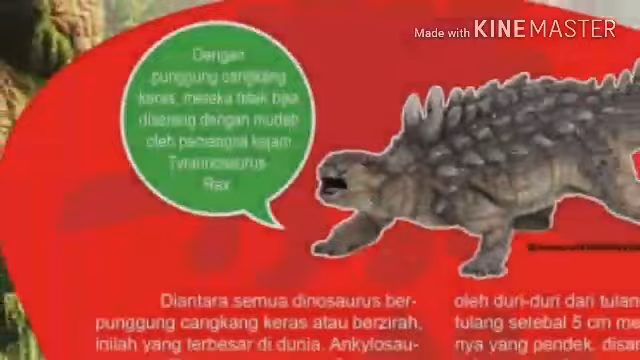 Made with KINEMASTER
Dengan
punggung cangkang
keras, mereka tidak bisa
diserang dengan mudah
oleh pemangsa kejam
Tyrannosaurus
Rex
Diantara semua dinosaurus ber-
punggung cangkang keras atau berzirah,
inilah yang terbesar di dunia. Ankylosau-
oleh duri-duri dari tulan
tulang setebal 5 cm me
nya yang pendek, disa